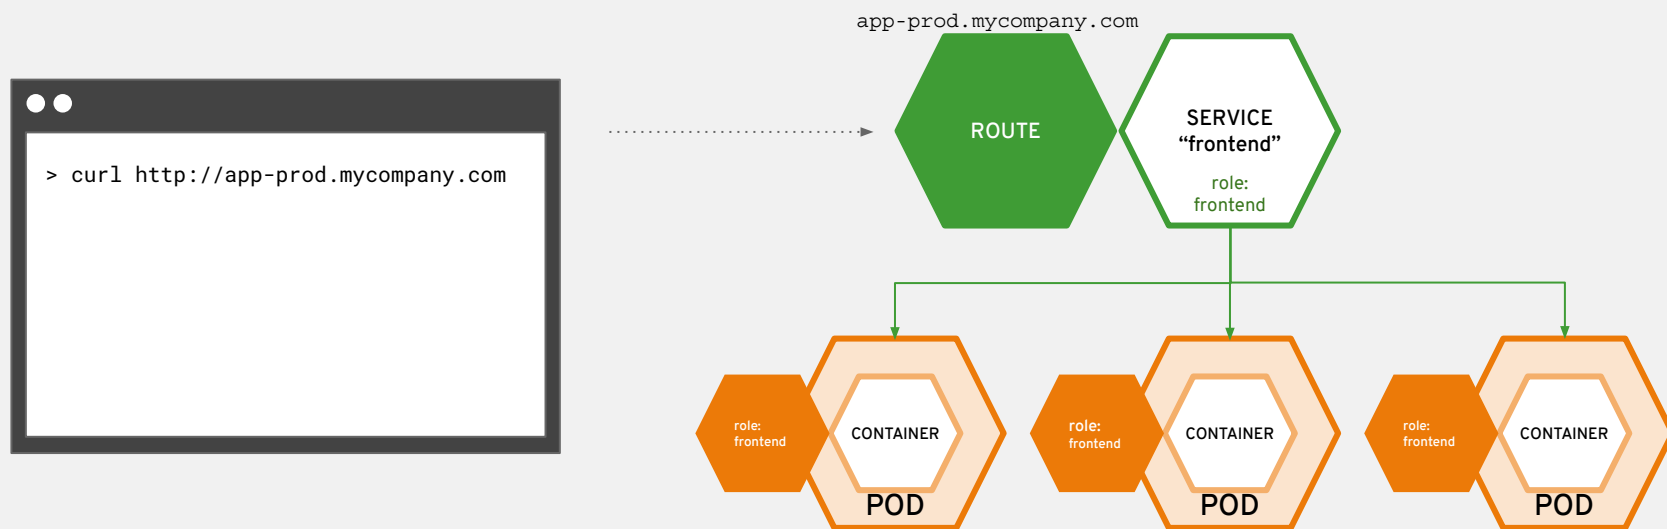 app-prod.mycompany.com
> curl http://app-prod.mycompany.com
ROUTE
SERVICE
“frontend”
role:
frontend
role:
frontend
CONTAINER
POD
role:
frontend
CONTAINER
POD
role:
frontend
CONTAINER
POD